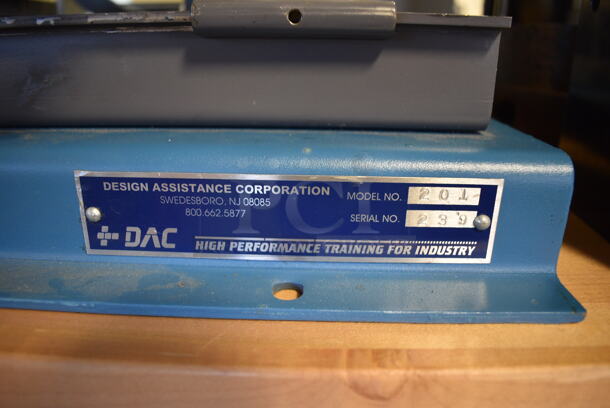 DESIGN ASSISTANCE CORPORATION
SWEDESBORO, NJ 08085
800.662.5877
MODEL NO. 201
SERIAL NO. 239
DAC
HIGH PERFORMANCE TRAINING FOR INDUSTRY
PCI